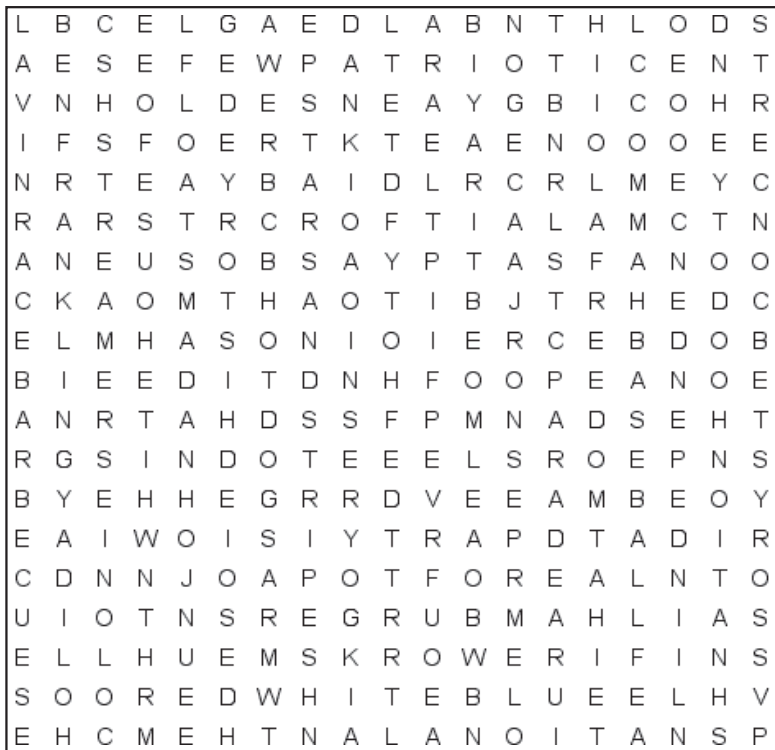 L B C E L G A E D L A B N T H L O D S
A E S E F E W P A T R I O T I C E N T
V N H O L D E S N E A Y G B I C O H R
I F S F O E R T K T E A E N O O O E E
N R T E A Y B A I D L R C R L M E Y C
R A R S T R C R O F T I A L A M C T N
A N E U S O B S A Y P T A S F A N O O
C K A O M T H A O T I B J T R H E D C
E L M H A S O N I O I E R C E B D O B
B I E E D I T D N H F O O P E A N O E
A N R T A H D S S F P M N A D S E H T
R G S I N D O T E E E L S R O E P N S
B Y E H H E G R R D V E E A M B E O Y
E A I W O I S I Y T R A P D T A D I R
C D N N J O A P O T F O R E A L N T O
U I O T N S R E G R U B M A H L I A S
E L L H U E M S K R O W E R I F I N S
S O O R E D W H I T E B L U E E L H V
E H C M E H T N A L A N O I T A N S P